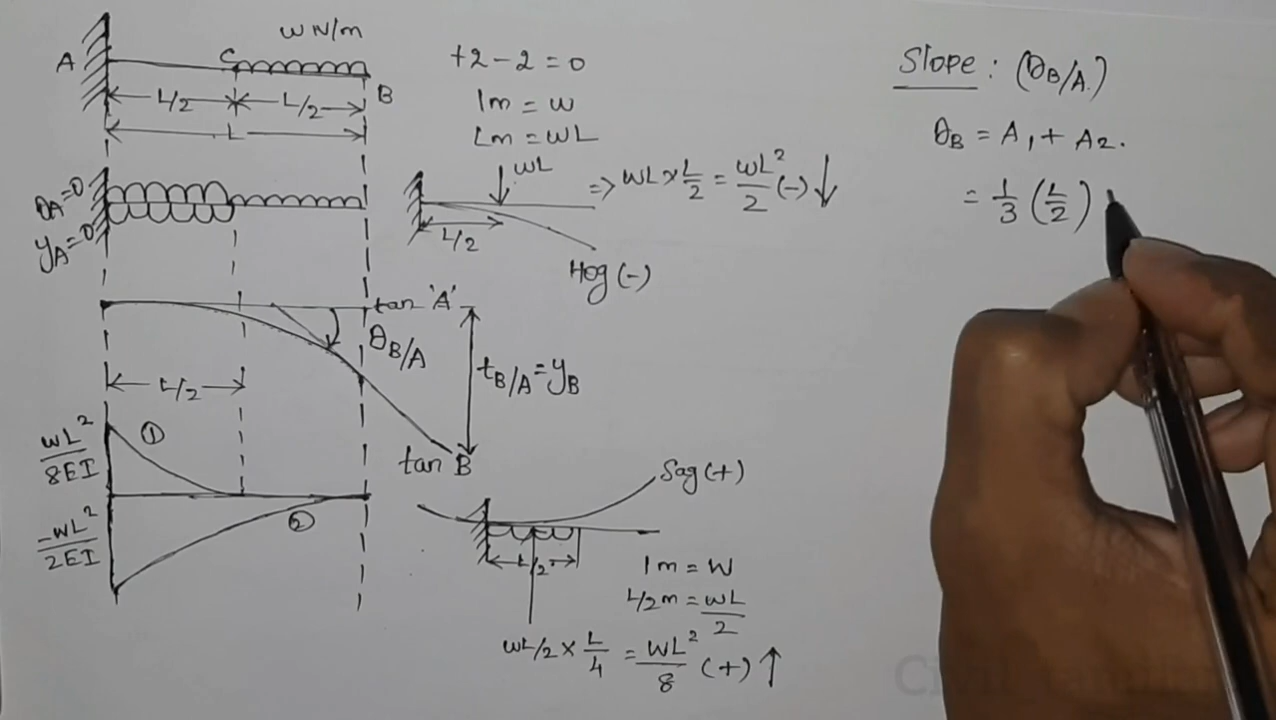 w N/m
A
C
B
L/2
L/2
L
θA=0
yA=0
tan 'A'
θB/A
tB/A = yB
L/2
wL²/8EI
①
tan B
-wL²/2EI
②
+2-2=0
1m = w
Lm = wL
wL
=> wL x L/2 = wL²/2 (-) ↓
L/2
Hog (-)
Sag (+)
L/2
1m = w
L/2 m = wL/2
wL/2 x L/4 = wL²/8 (+) ↑
Slope : (θB/A)
θB = A1 + A2.
= 1/3 (L/2)